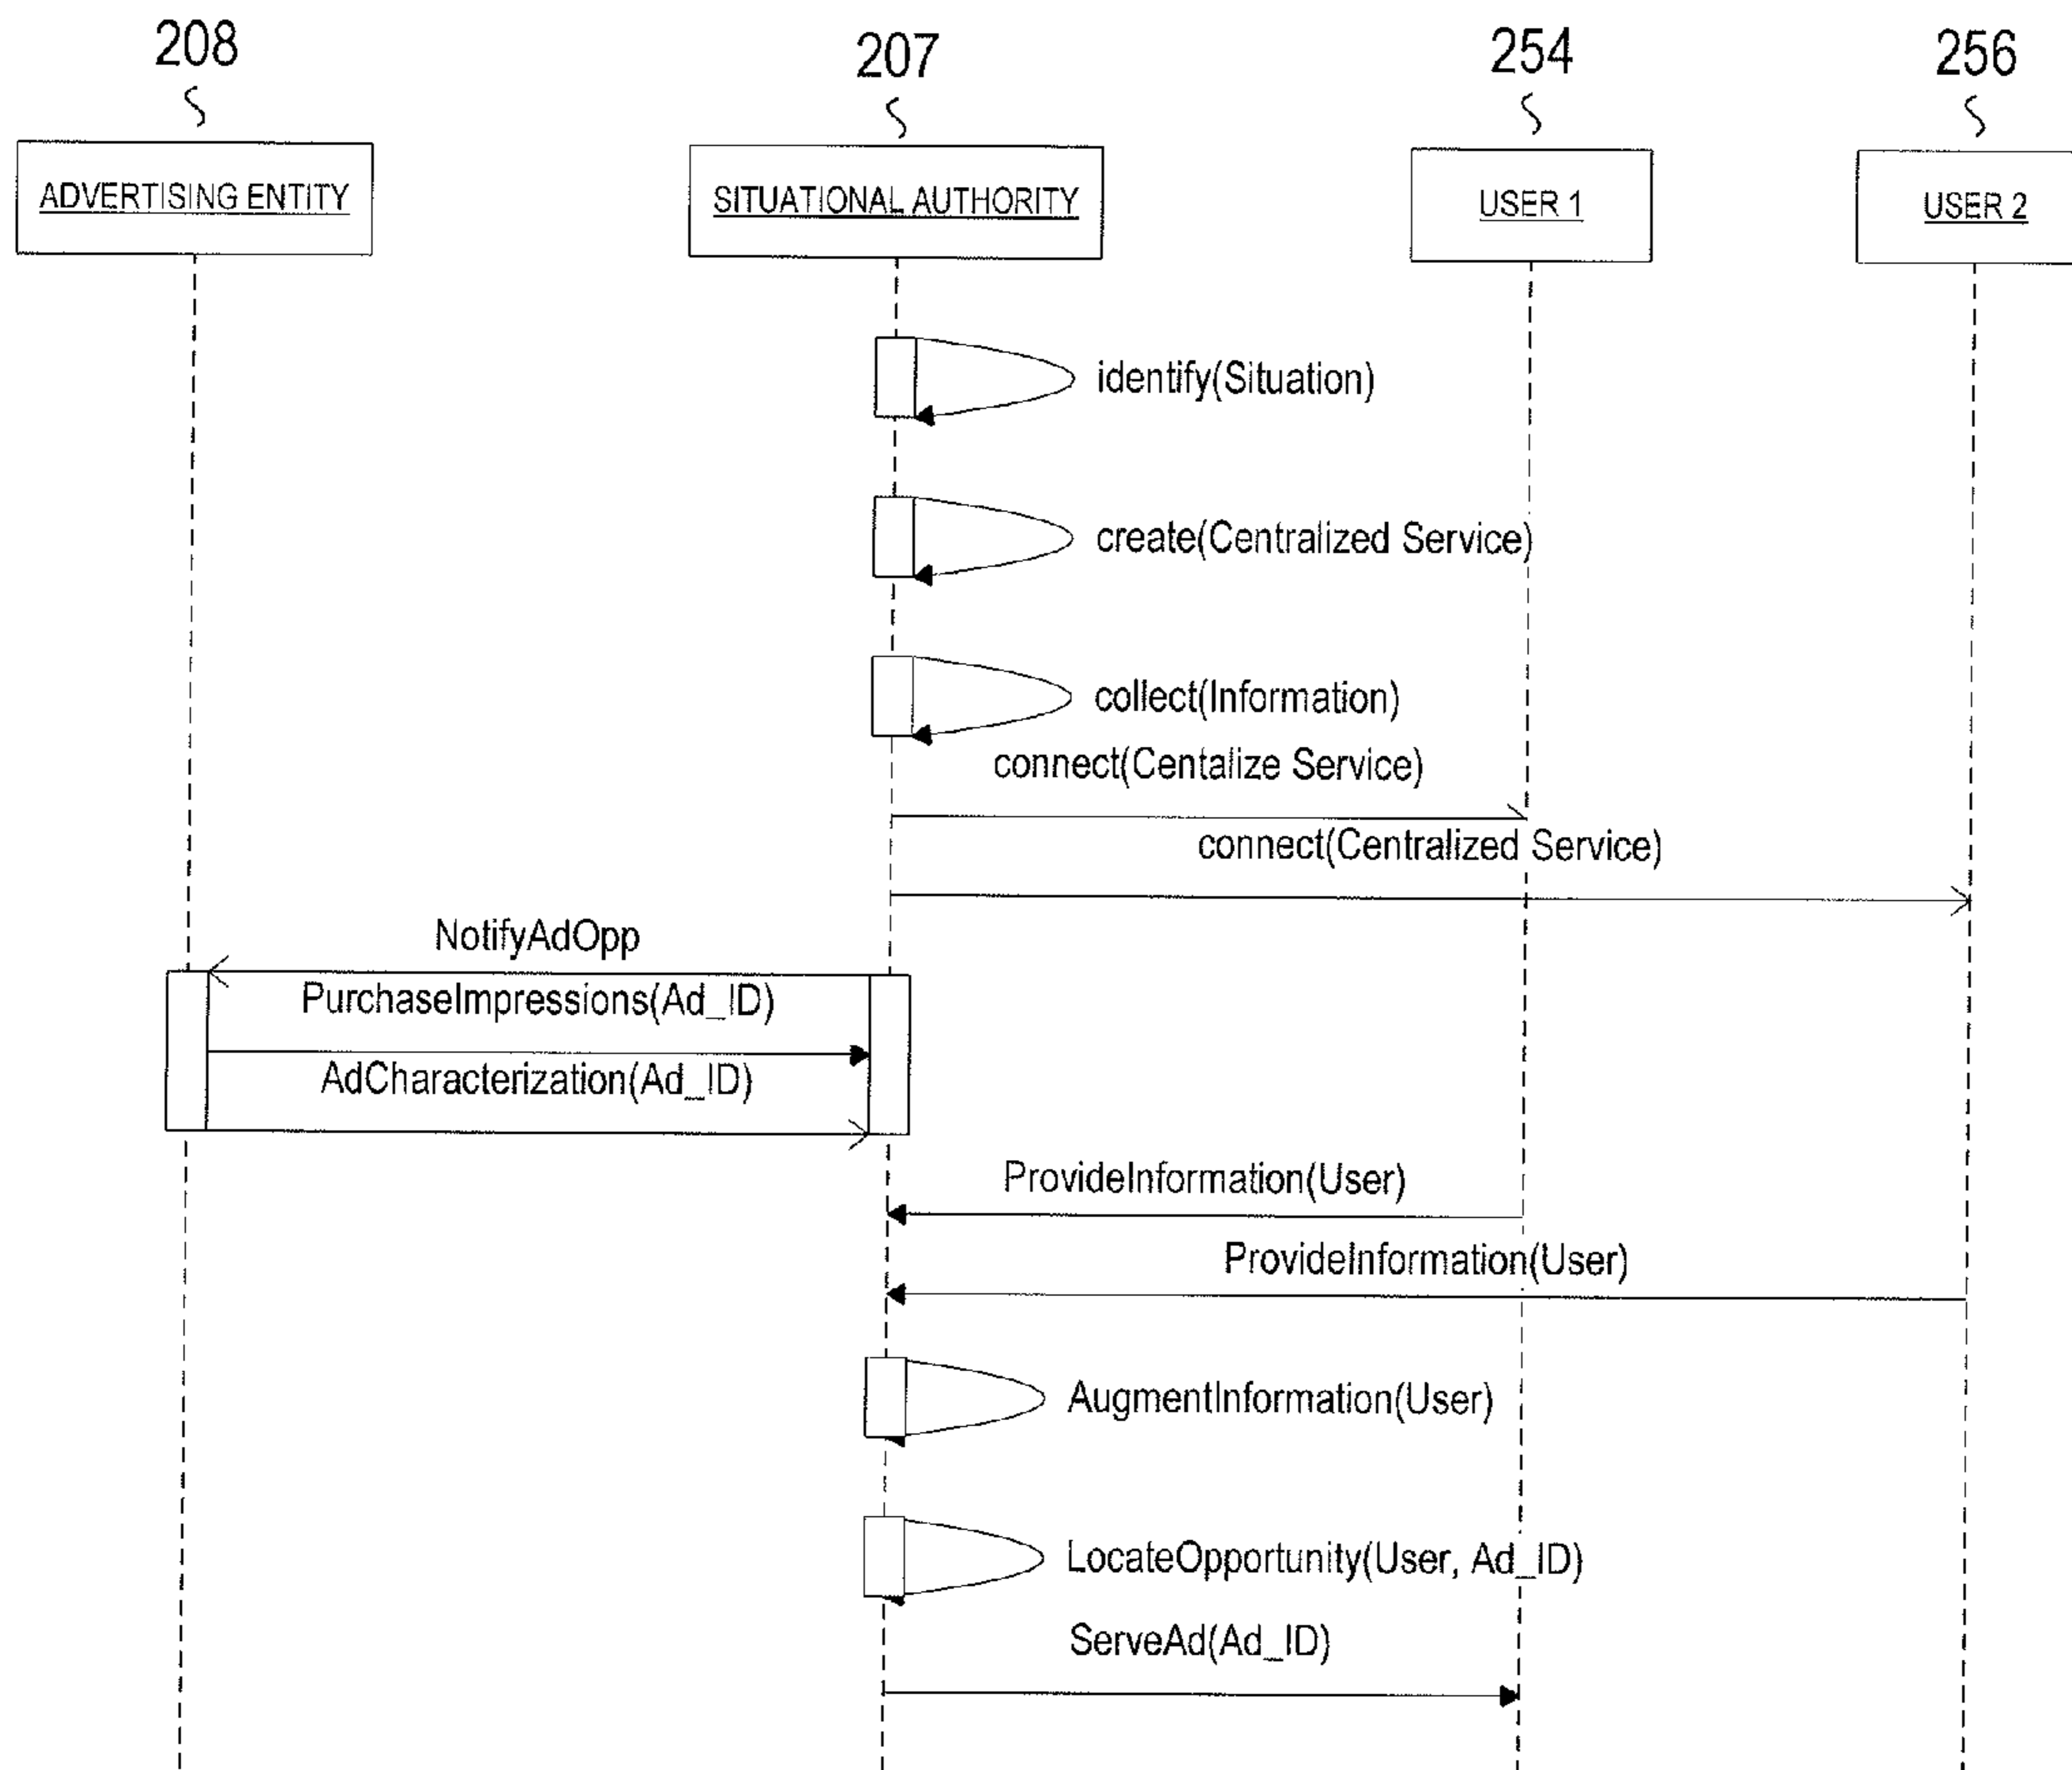 208
207
254
256
ADVERTISING ENTITY
SITUATIONAL AUTHORITY
USER 1
USER 2
identify(Situation)
create(Centralized Service)
collect(Information)
connect(Centalize Service)
connect(Centralized Service)
NotifyAdOpp
PurchaseImpressions(Ad_ID)
AdCharacterization(Ad_ID)
ProvideInformation(User)
ProvideInformation(User)
AugmentInformation(User)
LocateOpportunity(User, Ad_ID)
ServeAd(Ad_ID)